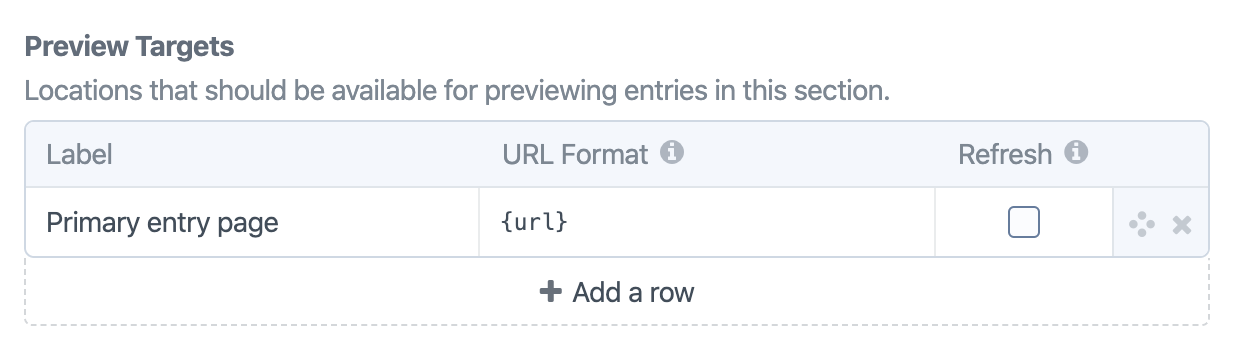 Preview Targets
Locations that should be available for previewing entries in this section.
Label URL Format Refresh
Primary entry page {url}
Add a row